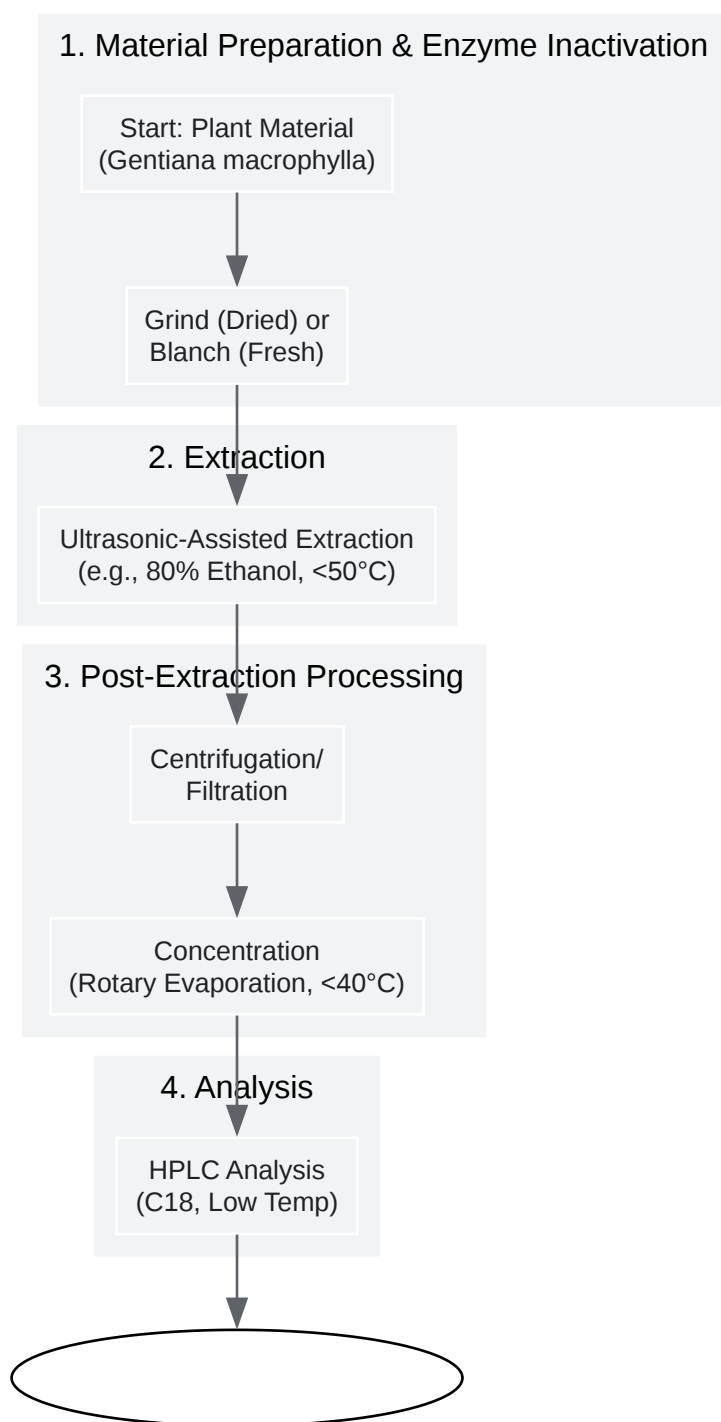 1. Material Preparation & Enzyme Inactivation
Start: Plant Material
(Gentiana macrophylla)
Grind (Dried) or
Blanch (Fresh)
2. Extraction
Ultrasonic-Assisted Extraction
(e.g., 80% Ethanol, <50°C)
3. Post-Extraction Processing
Centrifugation/
Filtration
Concentration
(Rotary Evaporation, <40°C)
4. Analysis
HPLC Analysis
(C18, Low Temp)